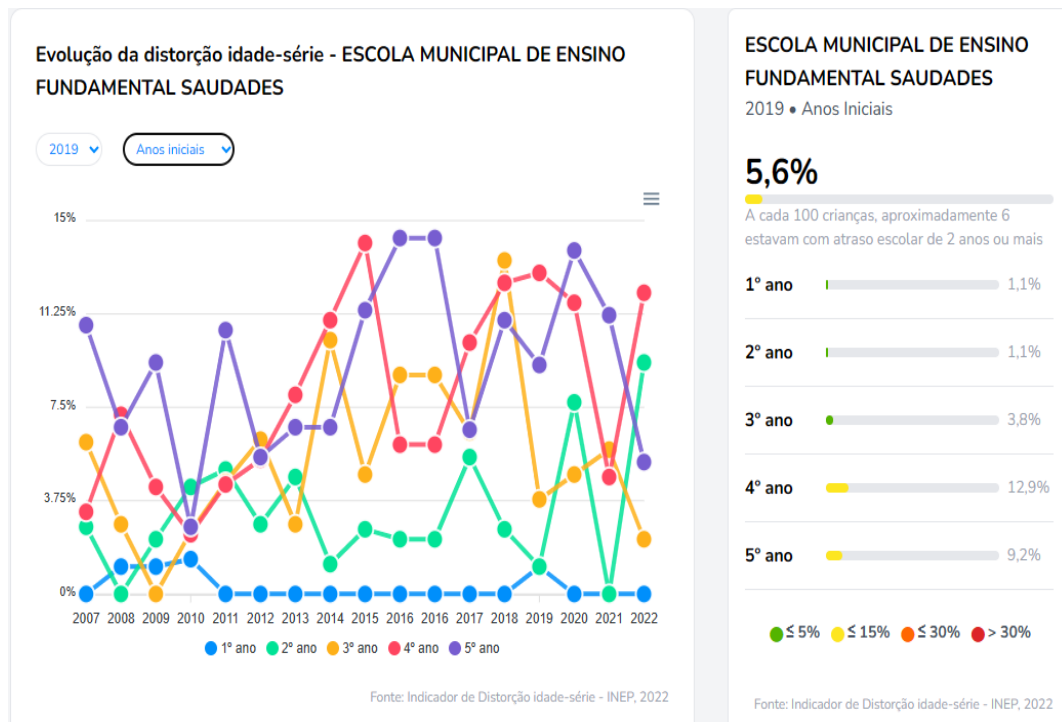 Evolução da distorção idade-série - ESCOLA MUNICIPAL DE ENSINO
FUNDAMENTAL SAUDADES
2019
Anos iniciais
15%
11.25%
7.5%
3.75%
0%
2007 2008 2009 2010 2011 2012 2013 2014 2015 2016 2016 2017 2018 2019 2020 2021 2022
1º ano 2º ano 3º ano 4º ano 5º ano
Fonte: Indicador de Distorção idade-série - INEP, 2022
ESCOLA MUNICIPAL DE ENSINO
FUNDAMENTAL SAUDADES
2019 • Anos Iniciais
5,6%
A cada 100 crianças, aproximadamente 6
estavam com atraso escolar de 2 anos ou mais
1º ano 1,1%
2º ano 1,1%
3º ano 3,8%
4º ano 12,9%
5º ano 9,2%
≤ 5% ≤ 15% ≤ 30% > 30%
Fonte: Indicador de Distorção idade-série - INEP, 2022